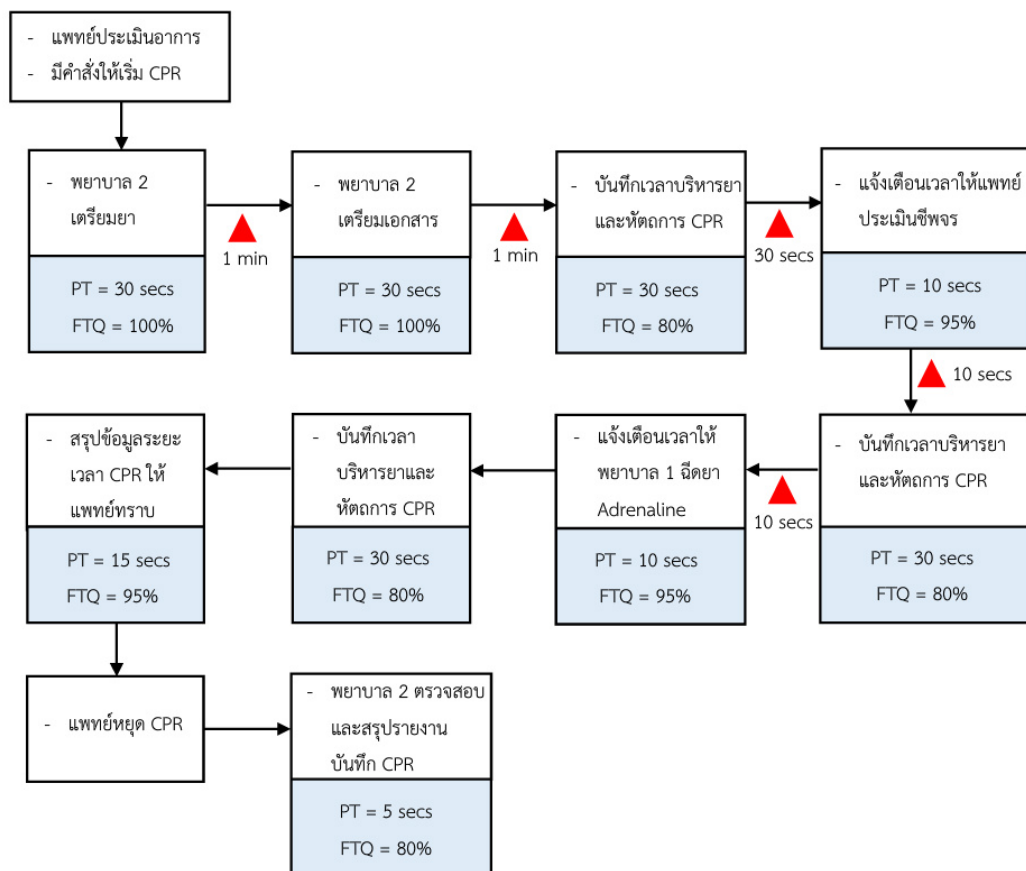 - แพทย์ประเมินอาการ
- มีคำสั่งให้เริ่ม CPR
- พยาบาล 2
เตรียมยา
PT = 30 secs
FTQ = 100%
1 min
- พยาบาล 2
เตรียมเอกสาร
PT = 30 secs
FTQ = 100%
1 min
- บันทึกเวลาบริหารยา
และหัตถการ CPR
PT = 30 secs
FTQ = 80%
30 secs
- แจ้งเตือนเวลาให้แพทย์
ประเมินชีพจร
PT = 10 secs
FTQ = 95%
10 secs
- บันทึกเวลาบริหารยา
และหัตถการ CPR
PT = 30 secs
FTQ = 80%
10 secs
- แจ้งเตือนเวลาให้
พยาบาล 1 ฉีดยา
Adrenaline
PT = 10 secs
FTQ = 95%
- บันทึกเวลา
บริหารยาและ
หัตถการ CPR
PT = 30 secs
FTQ = 80%
- สรุปข้อมูลระยะ
เวลา CPR ให้
แพทย์ทราบ
PT = 15 secs
FTQ = 95%
- แพทย์หยุด CPR
- พยาบาล 2 ตรวจสอบ
และสรุปรายงาน
บันทึก CPR
PT = 5 secs
FTQ = 80%